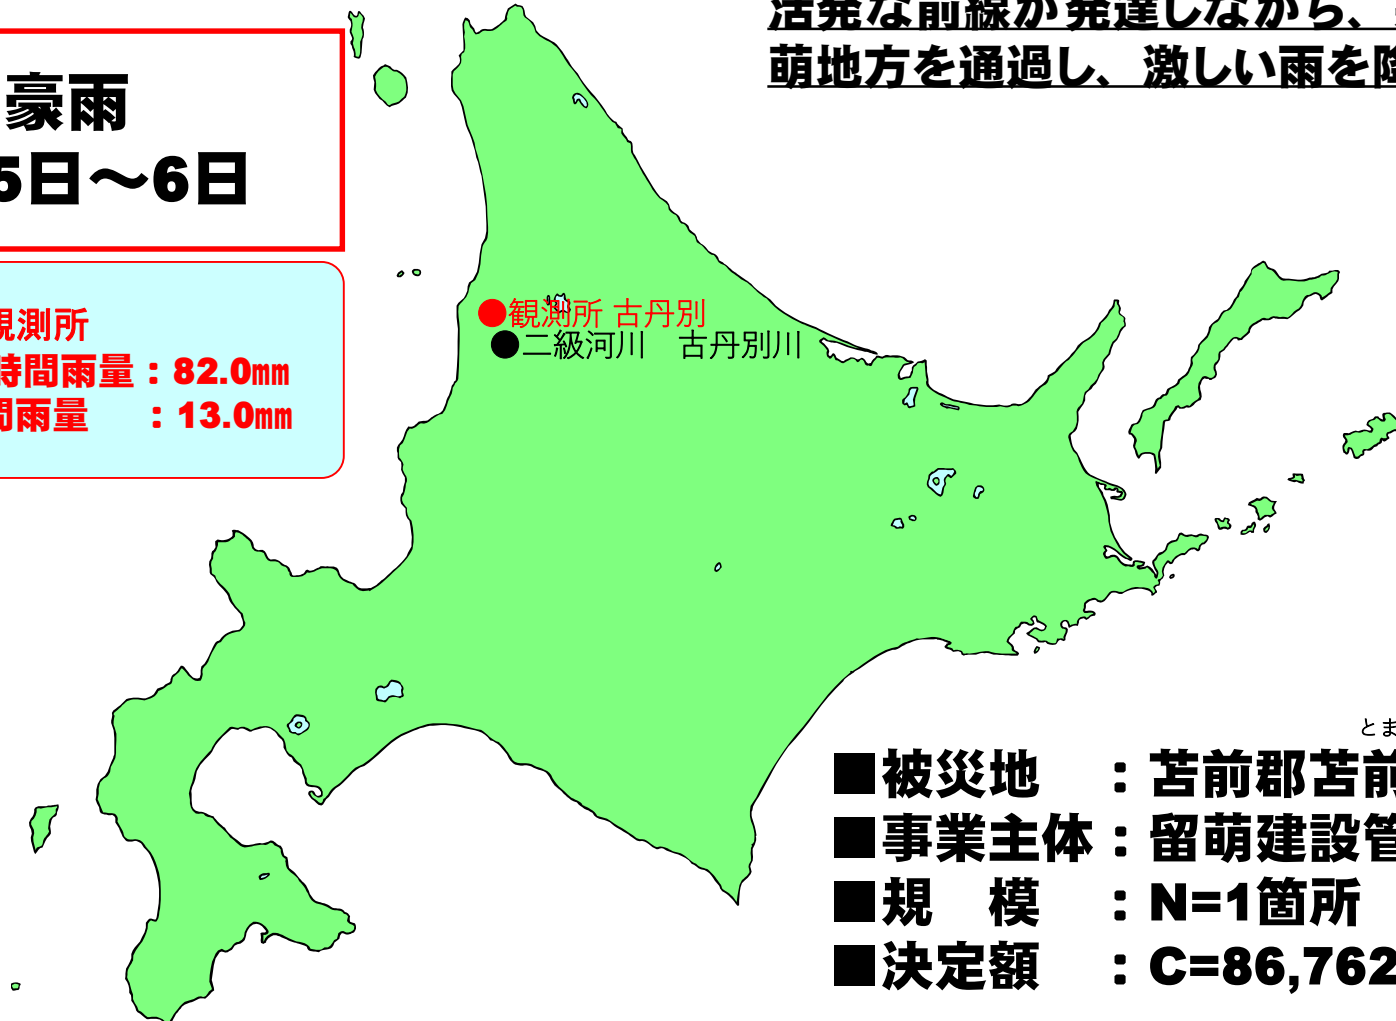 活発な前線が発達しながら、
萌地方を通過し、激しい雨を降
豪雨
5日～6日
観測所
時間雨量：82.0mm
間雨量　　：13.0mm
観測所 古丹別
二級河川　古丹別川
とま
■被災地　：苫前郡苫前
■事業主体：留萌建設管
■規　模　：N=1箇所
■決定額　：C=86,762